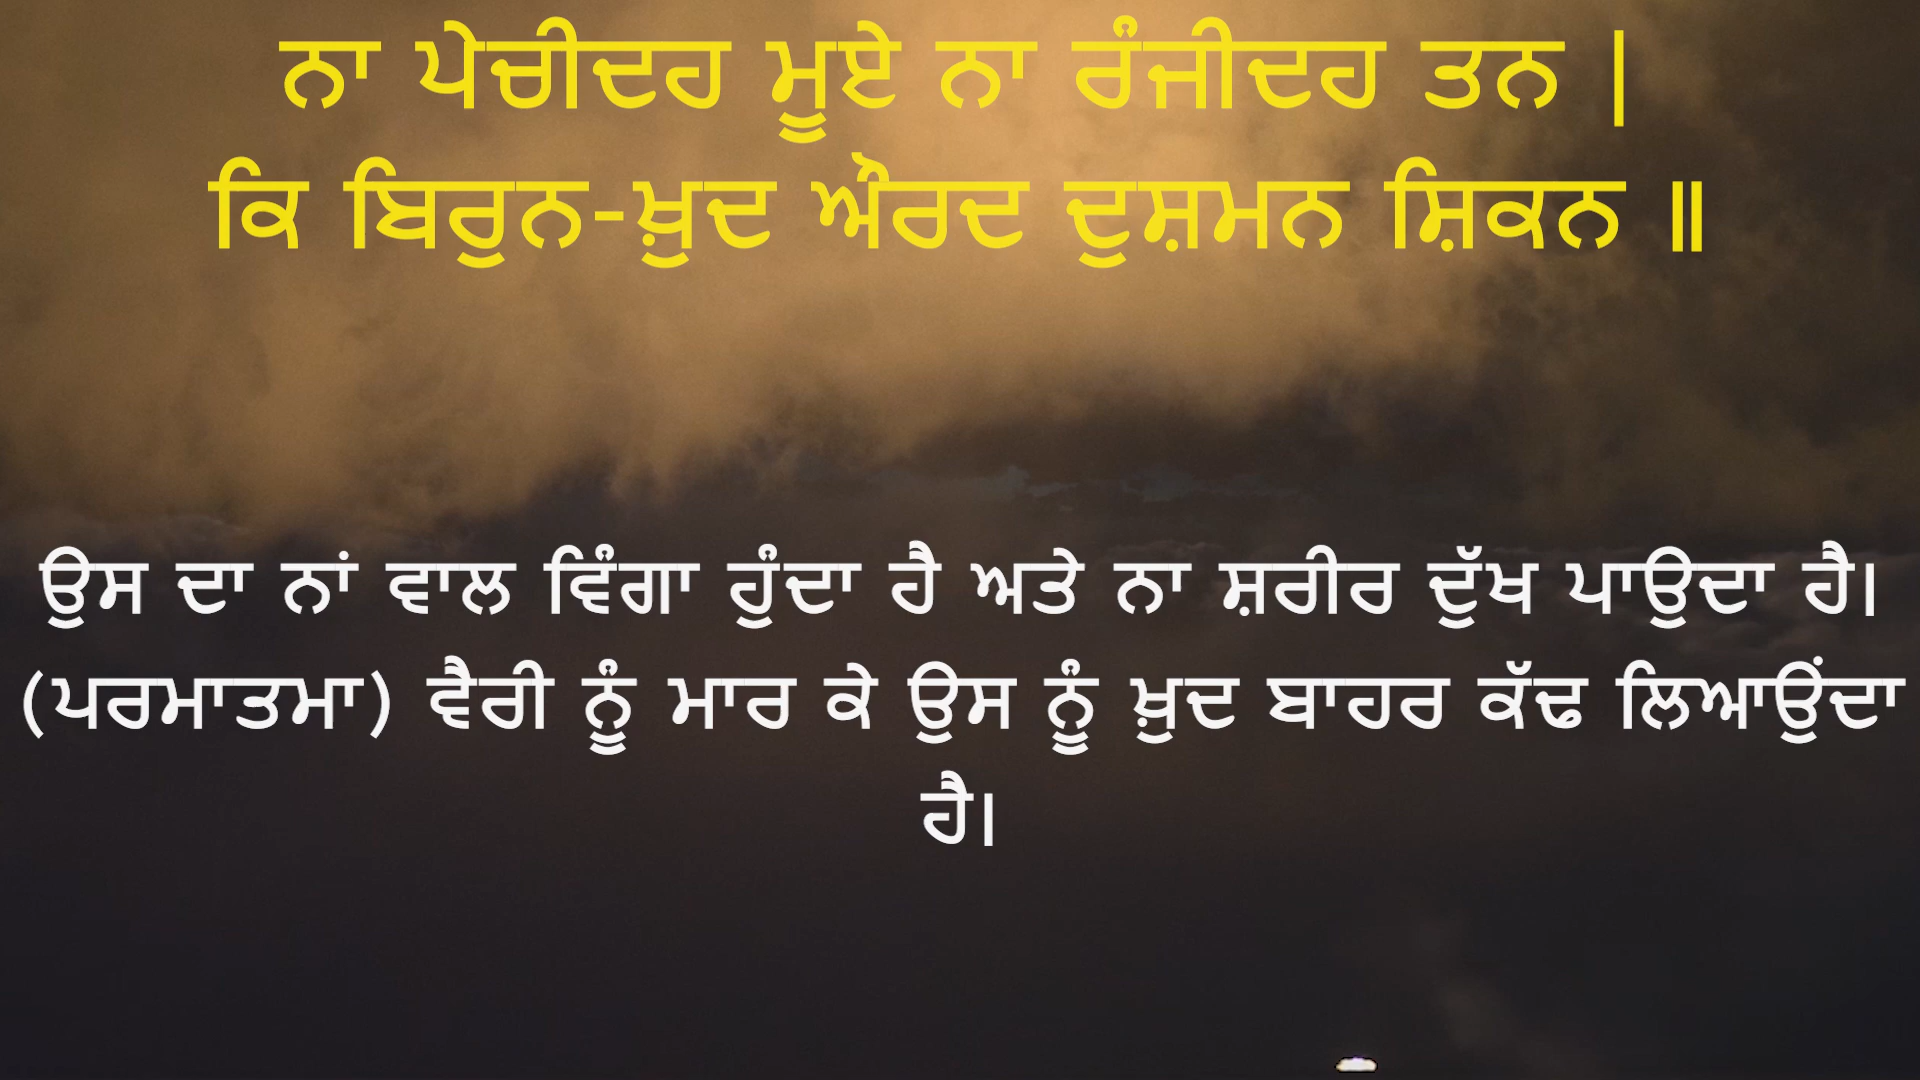 ਨਾ ਪੇਚੀਦਹ ਮੂਏ ਨਾ ਰੰਜੀਦਹ ਤਨ |
ਕਿ ਬਿਰੁਨ-ਖ਼ੁਦ ਔਰਦ ਦੁਸ਼ਮਨ ਸ਼ਿਕਨ ॥
ਉਸ ਦਾ ਨਾਂ ਵਾਲ ਵਿੰਗਾ ਹੁੰਦਾ ਹੈ ਅਤੇ ਨਾ ਸ਼ਰੀਰ ਦੁੱਖ ਪਾਉਦਾ ਹੈ।
(ਪਰਮਾਤਮਾ) ਵੈਰੀ ਨੂੰ ਮਾਰ ਕੇ ਉਸ ਨੂੰ ਖ਼ੁਦ ਬਾਹਰ ਕੱਢ ਲਿਆਉਂਦਾ
ਹੈ।